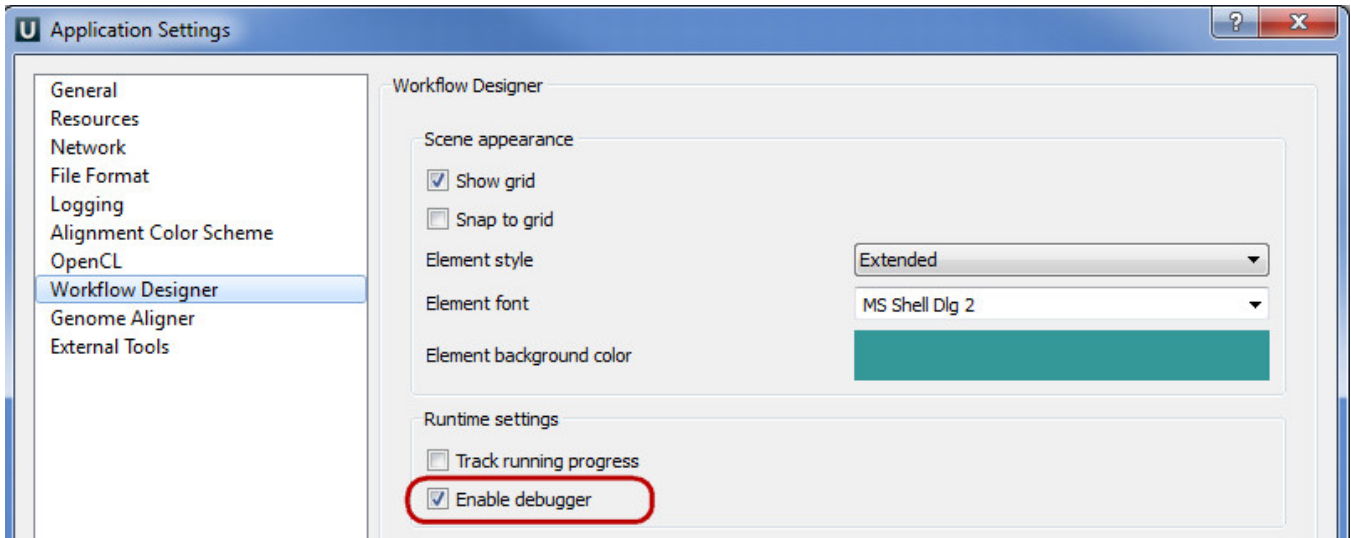 U Application Settings
?
General
Resources
Network
File Format
Logging
Alignment Color Scheme
OpenCL
Workflow Designer
Genome Aligner
External Tools
Workflow Designer
Scene appearance
Show grid
Snap to grid
Element style Extended
Element font MS Shell Dlg 2
Element background color
Runtime settings
Track running progress
Enable debugger